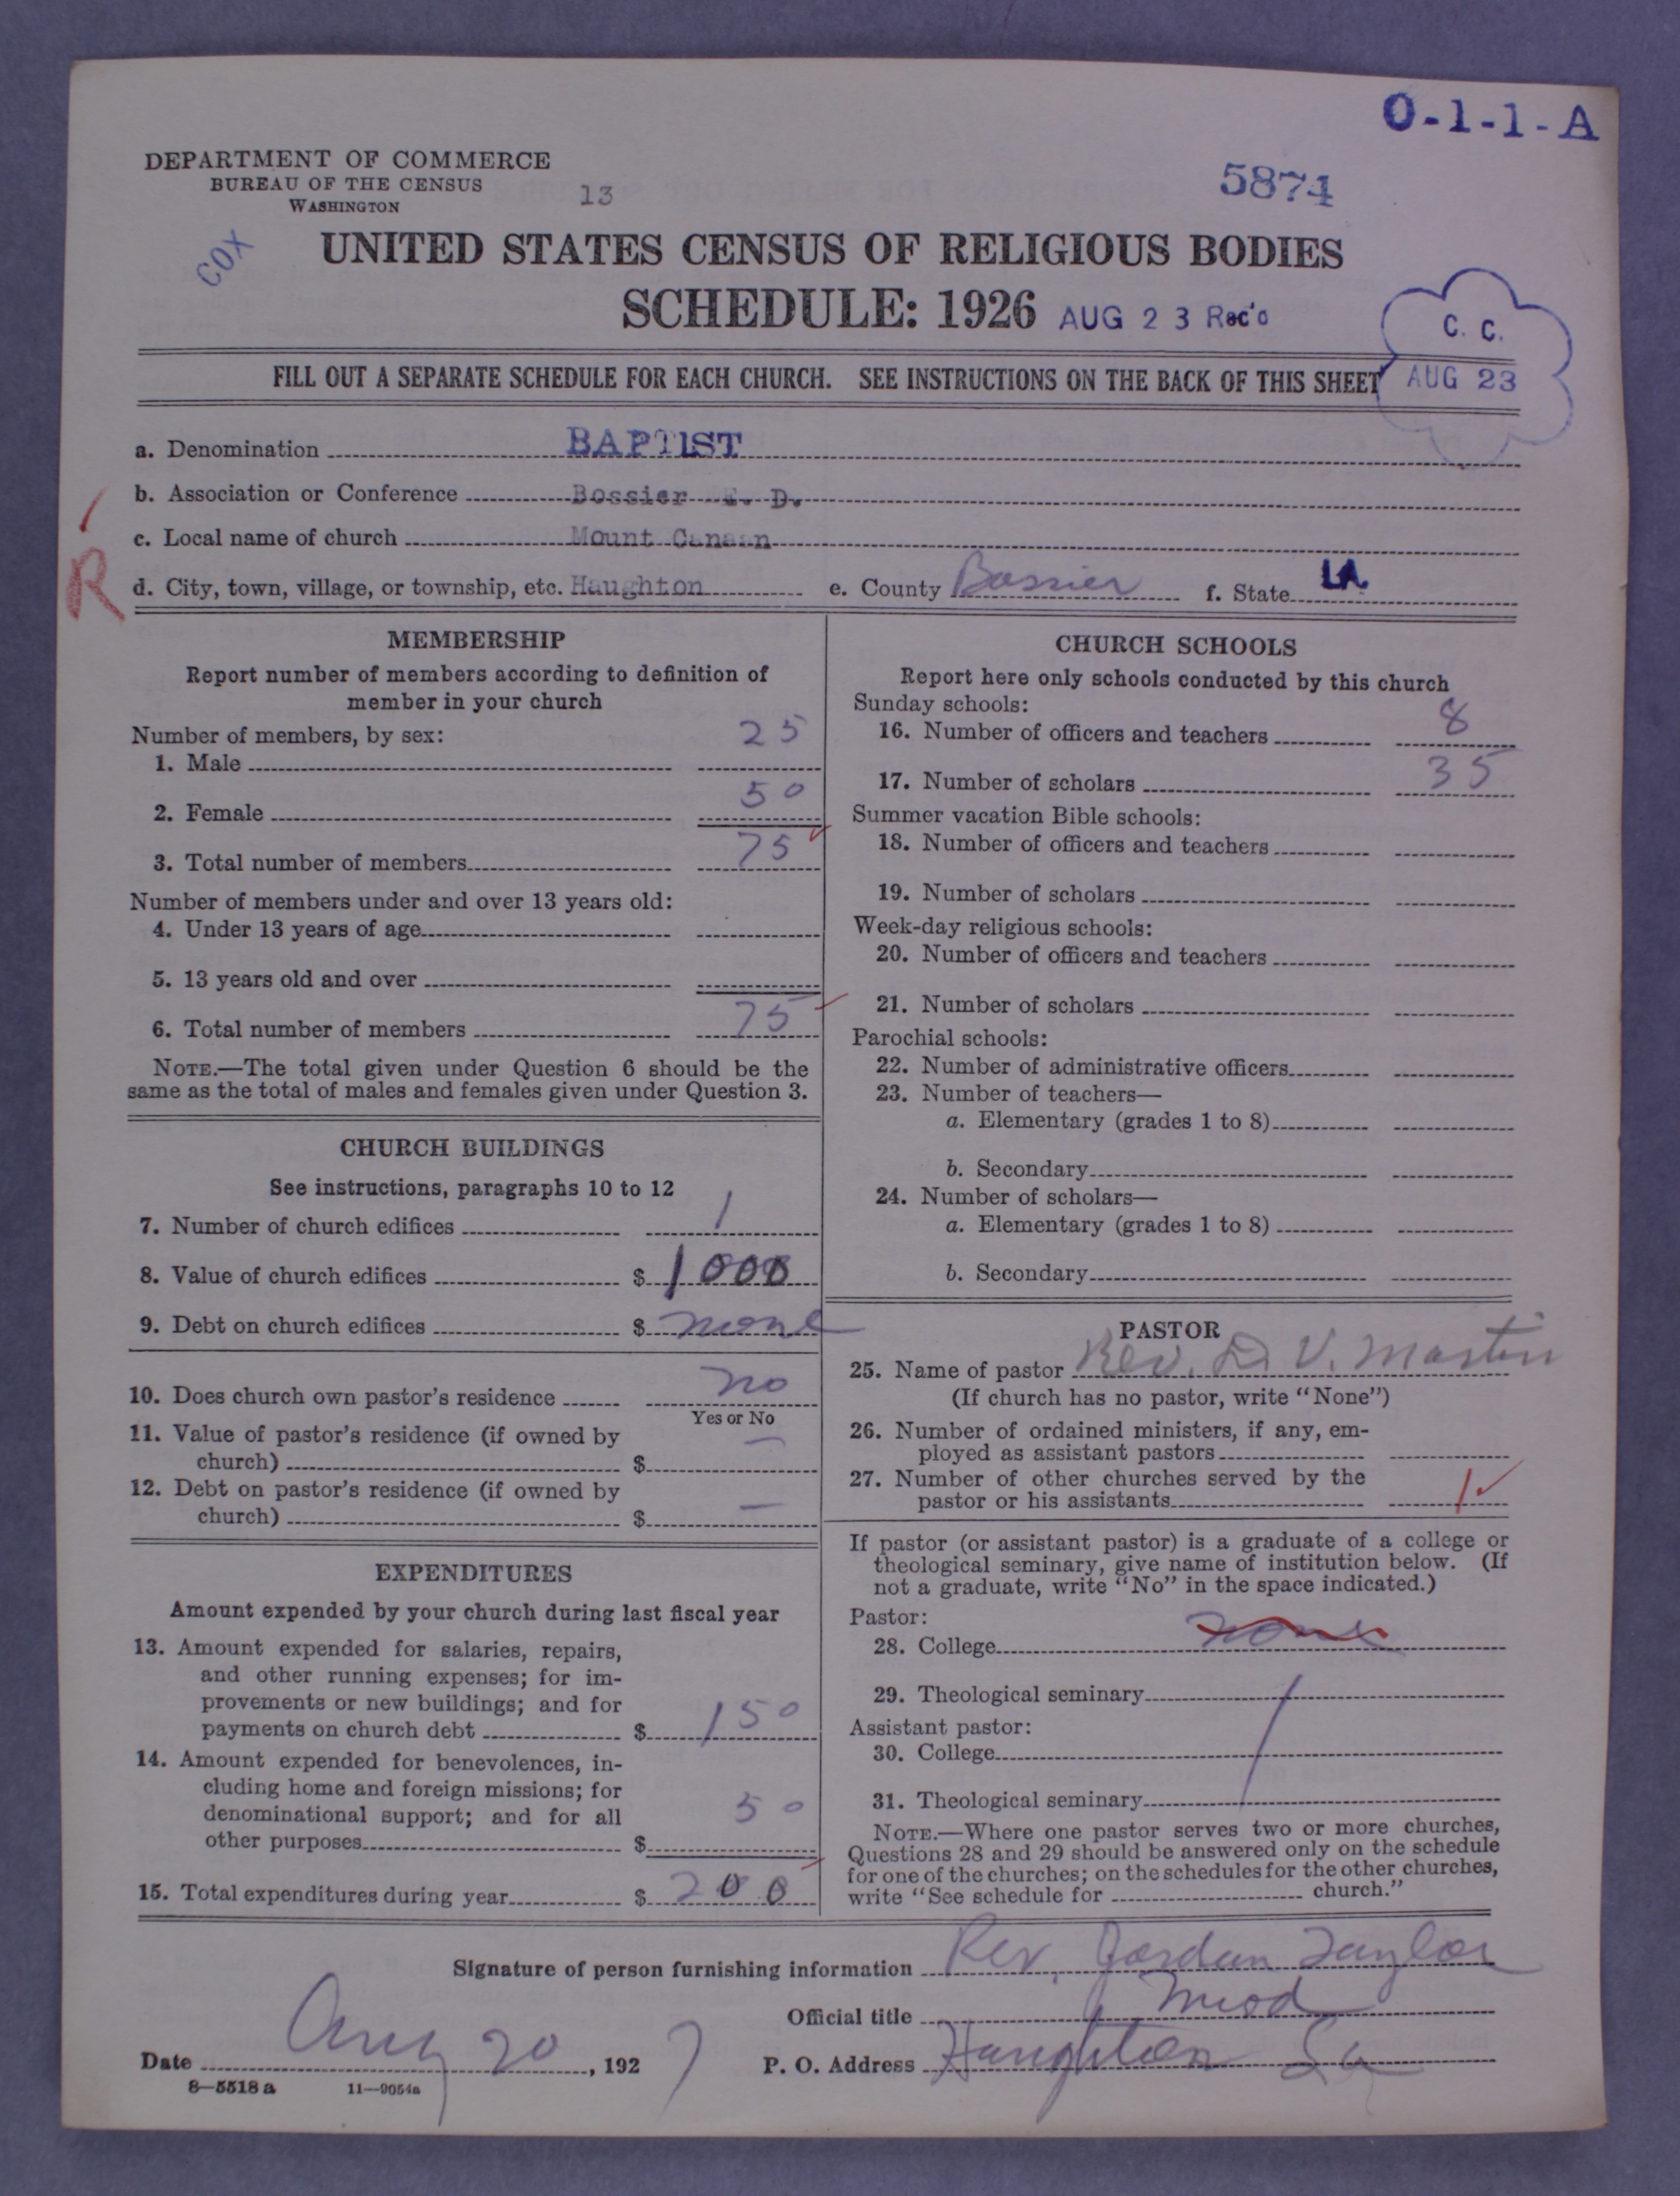 O-1-1-A
DEPARTMENT OF COMMERCE
BUREAU OF THE CENSUS
WASHINGTON
13
5874
COX
UNITED STATES CENSUS OF RELIGIOUS BODIES
SCHEDULE: 1926 AUG 23 Rec'd
C. C.
AUG 23
FILL OUT A SEPARATE SCHEDULE FOR EACH CHURCH. SEE INSTRUCTIONS ON THE BACK OF THIS SHEET
a. Denomination BAPTIST
b. Association or Conference Bossier D.
c. Local name of church Mount Canaan
R
d. City, town, village, or township, etc. Haughton e. County Bossier f. State LA.
MEMBERSHIP
Report number of members according to definition of
member in your church
Number of members, by sex:
1. Male 25
2. Female 50
3. Total number of members 75
Number of members under and over 13 years old:
4. Under 13 years of age
5. 13 years old and over
6. Total number of members 75
NOTE.—The total given under Question 6 should be the
same as the total of males and females given under Question 3.
CHURCH BUILDINGS
See instructions, paragraphs 10 to 12
7. Number of church edifices 1
8. Value of church edifices $ 1000
9. Debt on church edifices $ none
10. Does church own pastor's residence no
Yes or No
11. Value of pastor's residence (if owned by
church) $ —
12. Debt on pastor's residence (if owned by
church) $ —
EXPENDITURES
Amount expended by your church during last fiscal year
13. Amount expended for salaries, repairs,
and other running expenses; for im-
provements or new buildings; and for
payments on church debt $ 150
14. Amount expended for benevolences, in-
cluding home and foreign missions; for
denominational support; and for all
other purposes $ 50
15. Total expenditures during year $ 200
CHURCH SCHOOLS
Report here only schools conducted by this church
Sunday schools:
16. Number of officers and teachers 8
17. Number of scholars 35
Summer vacation Bible schools:
18. Number of officers and teachers
19. Number of scholars
Week-day religious schools:
20. Number of officers and teachers
21. Number of scholars
Parochial schools:
22. Number of administrative officers
23. Number of teachers—
a. Elementary (grades 1 to 8)
b. Secondary
24. Number of scholars—
a. Elementary (grades 1 to 8)
b. Secondary
PASTOR
25. Name of pastor Rev. D. V. Martin
(If church has no pastor, write "None")
26. Number of ordained ministers, if any, em-
ployed as assistant pastors
27. Number of other churches served by the
pastor or his assistants 1
If pastor (or assistant pastor) is a graduate of a college or
theological seminary, give name of institution below. (If
not a graduate, write "No" in the space indicated.)
Pastor:
28. College none
29. Theological seminary
Assistant pastor:
30. College
31. Theological seminary
NOTE.—Where one pastor serves two or more churches,
Questions 28 and 29 should be answered only on the schedule
for one of the churches; on the schedules for the other churches,
write "See schedule for church."
Signature of person furnishing information Rev. Jordan Taylor
Official title Mod
Date Aug 20, 1927 P. O. Address Haughton La
8—5518 a 11—9054a